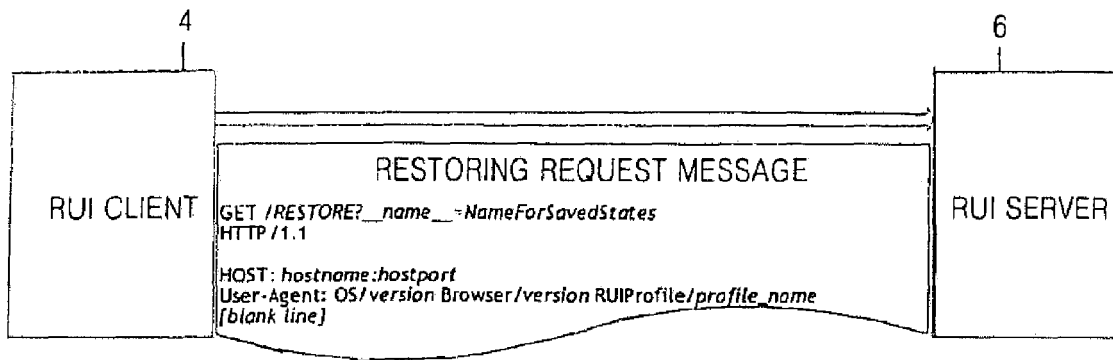 4
6
RUI CLIENT
RESTORING REQUEST MESSAGE
GET /RESTORE?__name__=NameForSavedStates
HTTP/1.1
HOST: hostname:hostport
User-Agent: OS/version Browser/version RUIProfile/profile_name
[blank line]
RUI SERVER